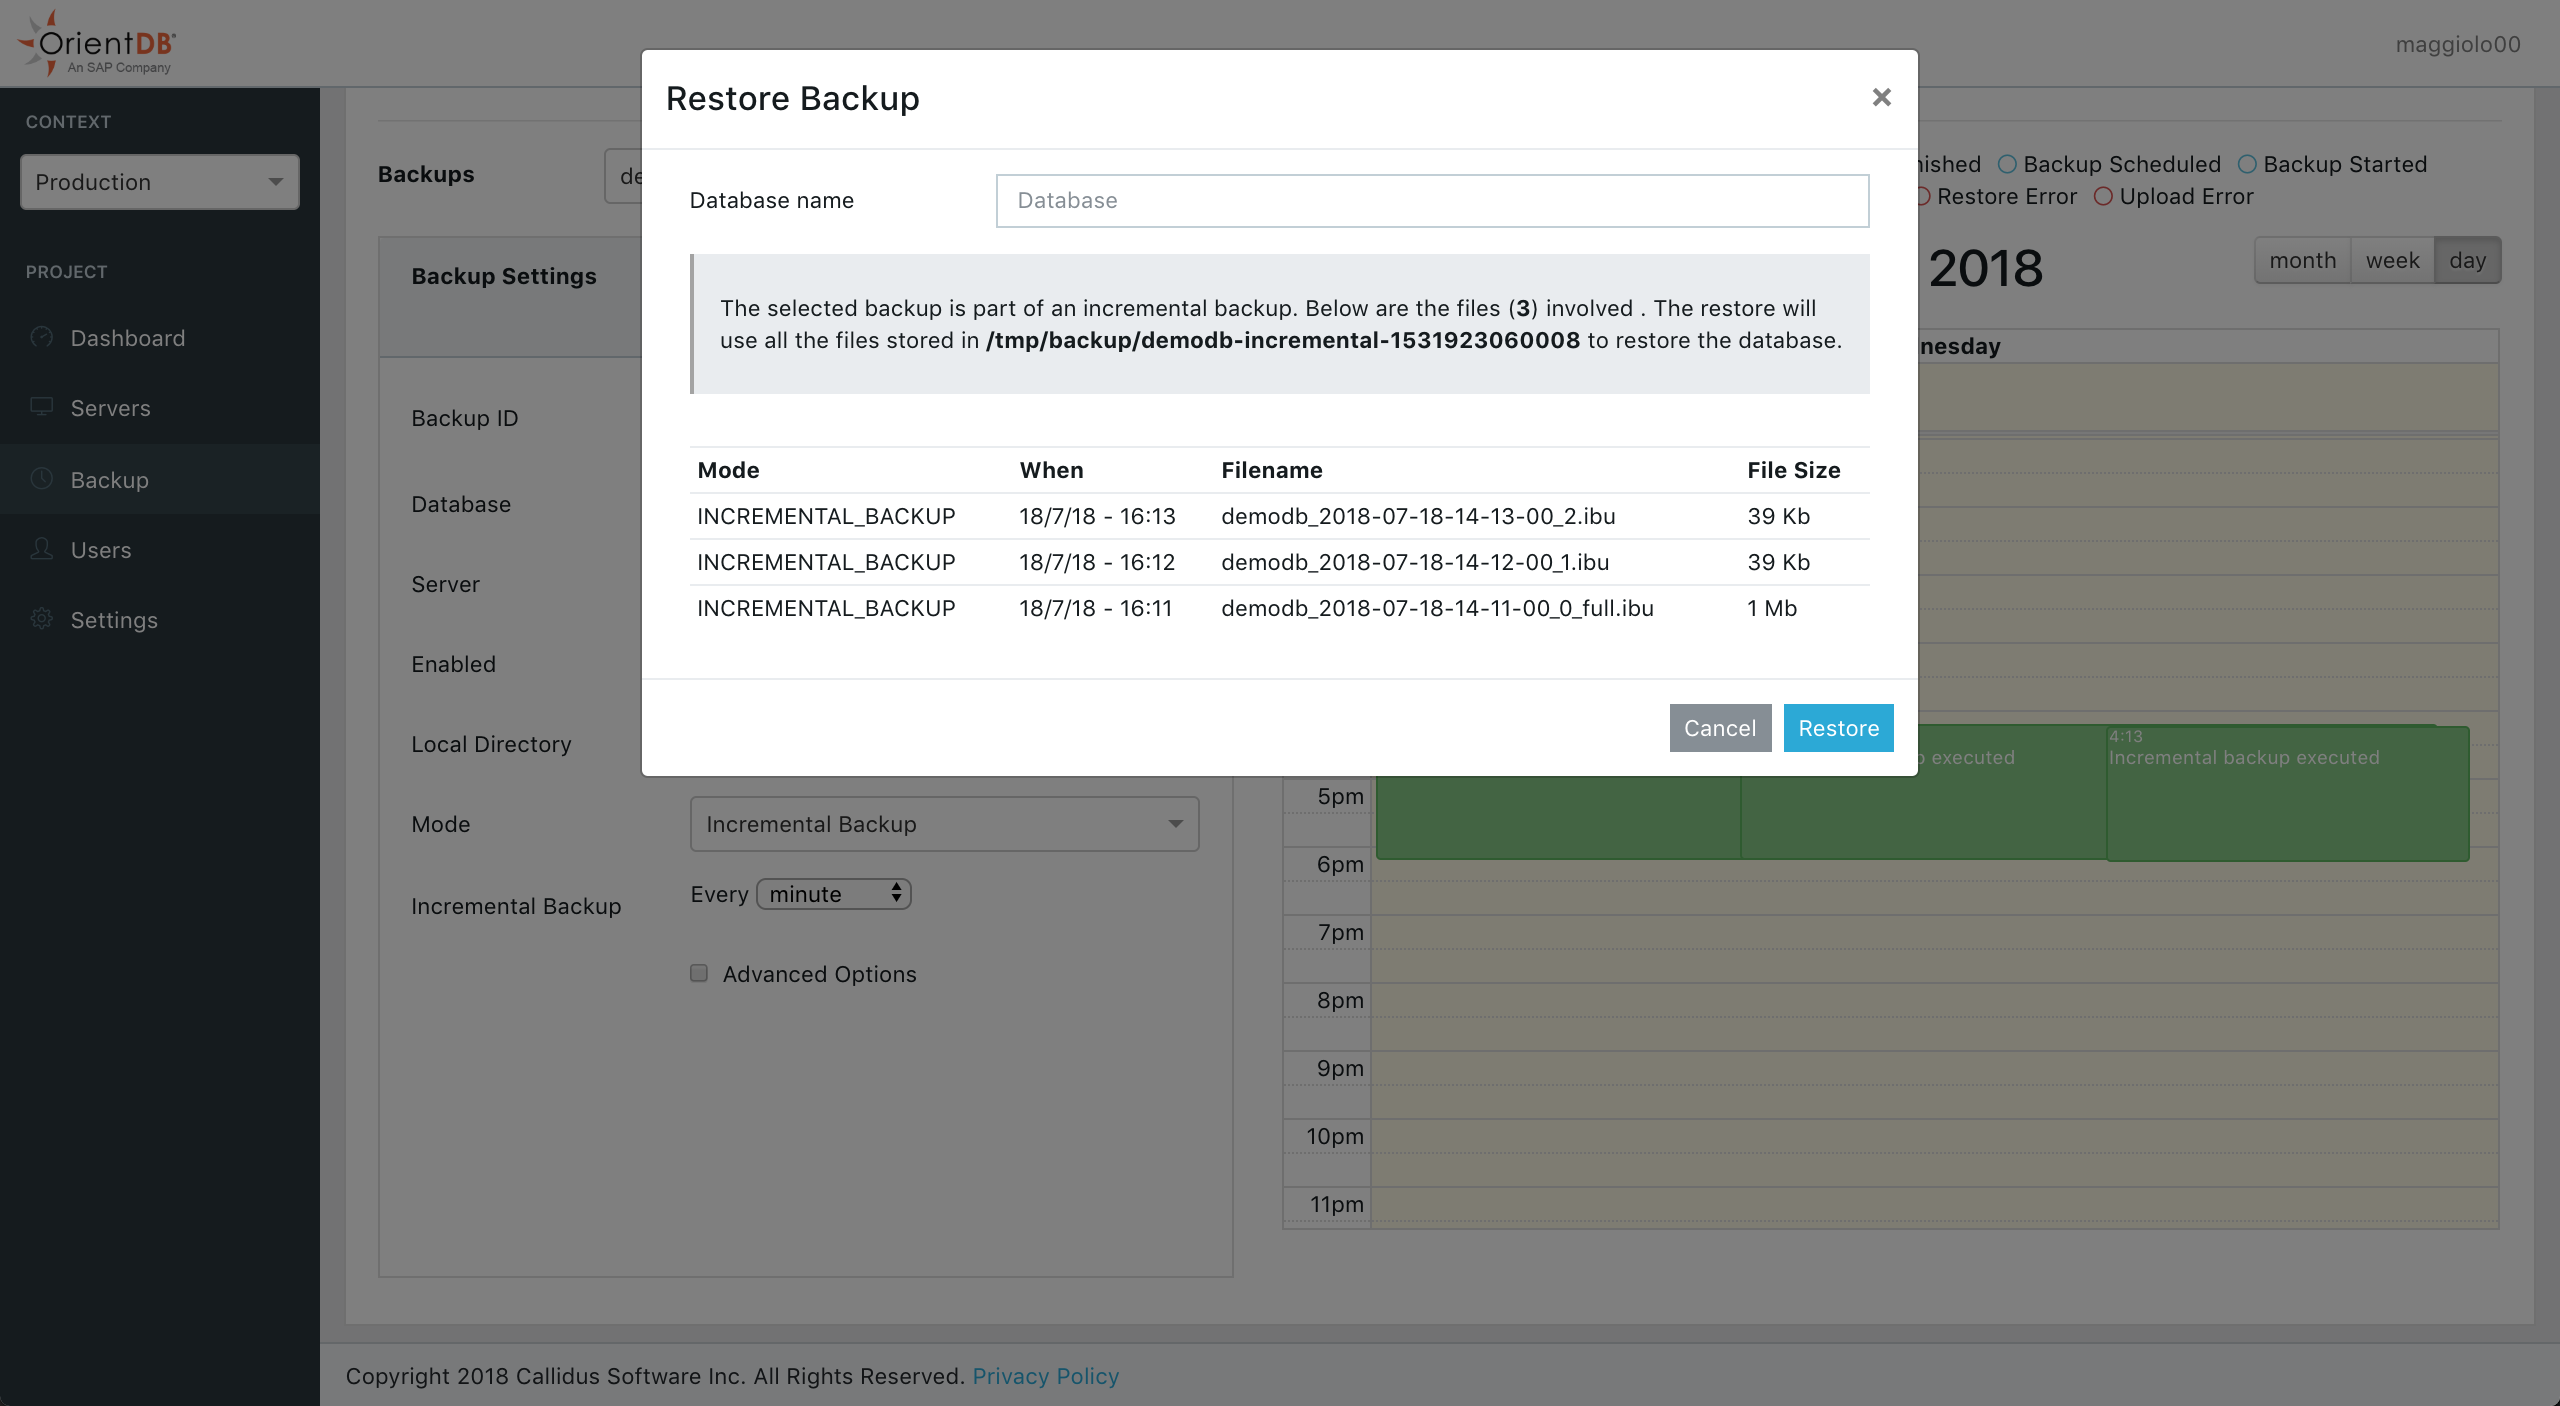 OrientDB
An SAP Company
maggiolo00
CONTEXT
Production
PROJECT
Dashboard
Servers
Backup
Users
Settings
Backups
Backup Settings
Backup ID
Database
Server
Enabled
Local Directory
Mode
Incremental Backup
Incremental Backup
Every minute
Advanced Options
Restore Backup
×
Database name
Database
The selected backup is part of an incremental backup. Below are the files (3) involved . The restore will
use all the files stored in /tmp/backup/demodb-incremental-1531923060008 to restore the database.
Mode When Filename File Size
INCREMENTAL_BACKUP 18/7/18 - 16:13 demodb_2018-07-18-14-13-00_2.ibu 39 Kb
INCREMENTAL_BACKUP 18/7/18 - 16:12 demodb_2018-07-18-14-12-00_1.ibu 39 Kb
INCREMENTAL_BACKUP 18/7/18 - 16:11 demodb_2018-07-18-14-11-00_0_full.ibu 1 Mb
Cancel Restore
Backup Scheduled Backup Started
Restore Error Upload Error
2018
month week day
executed
4:13
Incremental backup executed
5pm
6pm
7pm
8pm
9pm
10pm
11pm
Copyright 2018 Callidus Software Inc. All Rights Reserved. Privacy Policy